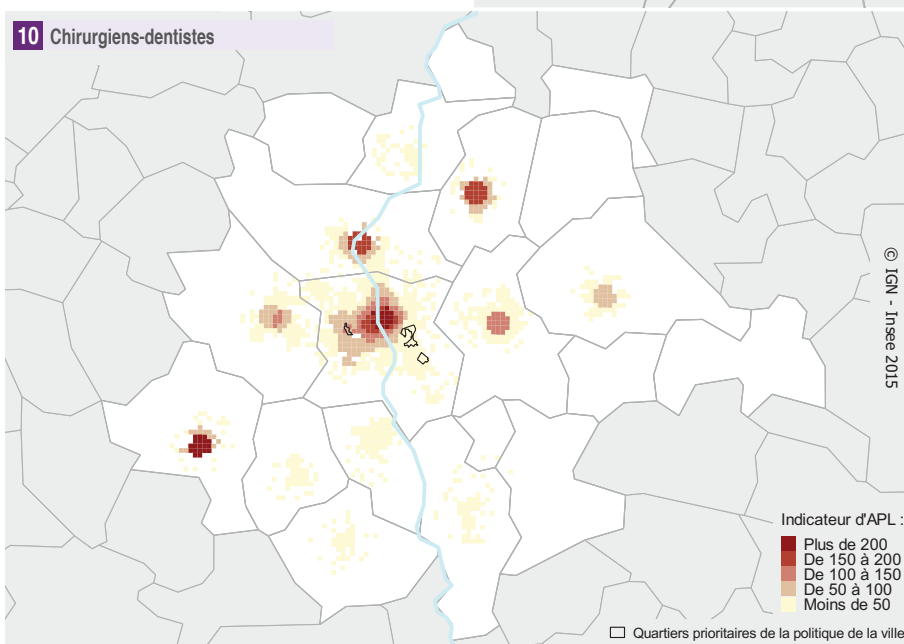 10 Chirurgiens-dentistes
© IGN - Insee 2015
Indicateur d'APL :
Plus de 200
De 150 à 200
De 100 à 150
De 50 à 100
Moins de 50
Quartiers prioritaires de la politique de la ville